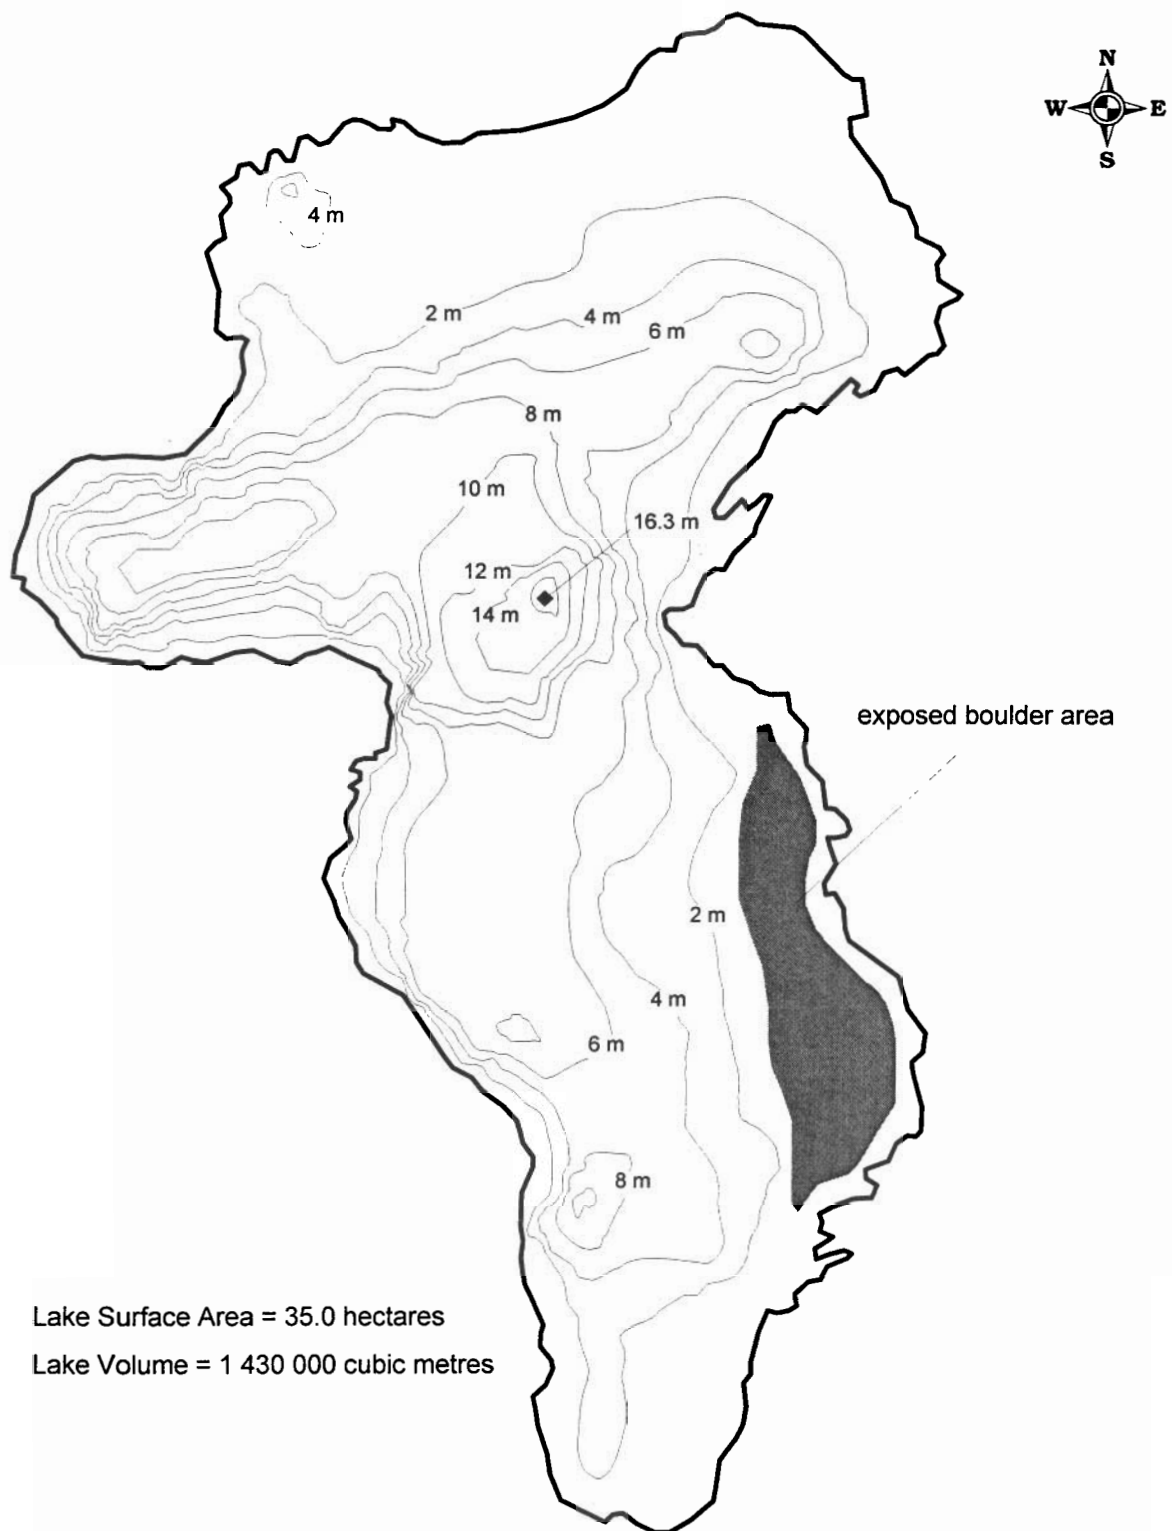 N
W E
S
4 m
2 m
4 m
6 m
8 m
10 m
16.3 m
12 m
14 m
exposed boulder area
2 m
4 m
6 m
8 m
Lake Surface Area = 35.0 hectares
Lake Volume = 1 430 000 cubic metres